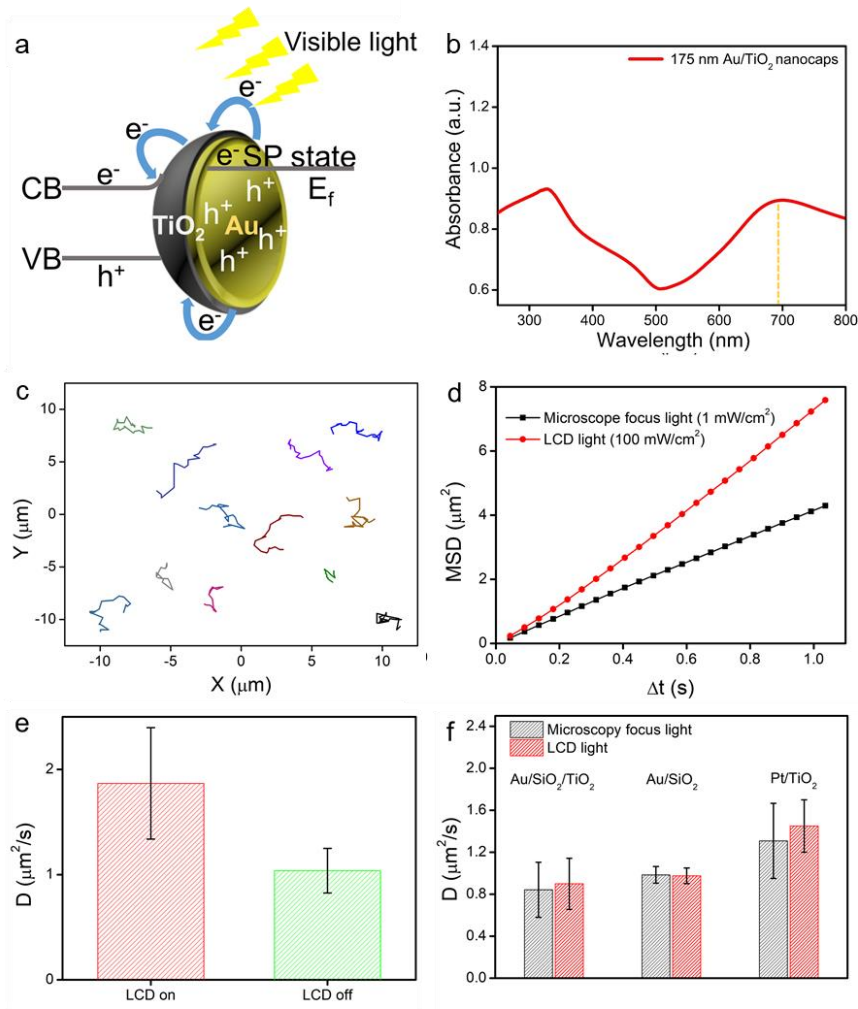 a
Visible light
e⁻
e⁻
e⁻ SP state
CB
e⁻
h⁺
E_f
TiO₂
h⁺
Au
h⁺
VB
h⁺
h⁺
e⁻
b
175 nm Au/TiO₂ nanocaps
Absorbance (a.u.)
1.4
1.2
1.0
0.8
0.6
300 400 500 600 700 800
Wavelength (nm)
c
Y (μm)
10
5
0
-5
-10
-10 -5 0 5 10
X (μm)
d
Microscope focus light (1 mW/cm²)
LCD light (100 mW/cm²)
MSD (μm²)
8
6
4
2
0
0.0 0.2 0.4 0.6 0.8 1.0
Δt (s)
e
D (μm²/s)
2
1
0
LCD on LCD off
f
Microscopy focus light
LCD light
Au/SiO₂/TiO₂ Au/SiO₂ Pt/TiO₂
D (μm²/s)
2.4
2.0
1.6
1.2
0.8
0.4
0.0